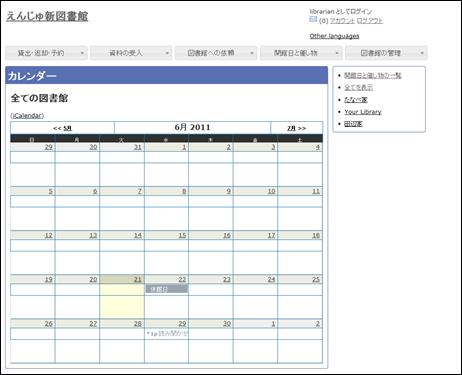 えんじゅ新図書館
librarian としてログイン
(0) アカウント ログアウト
Other languages
貸出・返却・予約 資料の受入 図書館への依頼 開館日と催し物 図書館の管理
カレンダー
全ての図書館
(iCalendar)
<< 5月 6月 2011 7月 >>
日 月 火 水 木 金 土
29 30 31 1 2 3 4
5 6 7 8 9 10 11
12 13 14 15 16 17 18
19 20 21 22 23 24 25
休館日
26 27 28 29 30 1 2
読み聞かせ
開館日と催し物の一覧
全てを表示
たなべ家
Your Library
田辺家